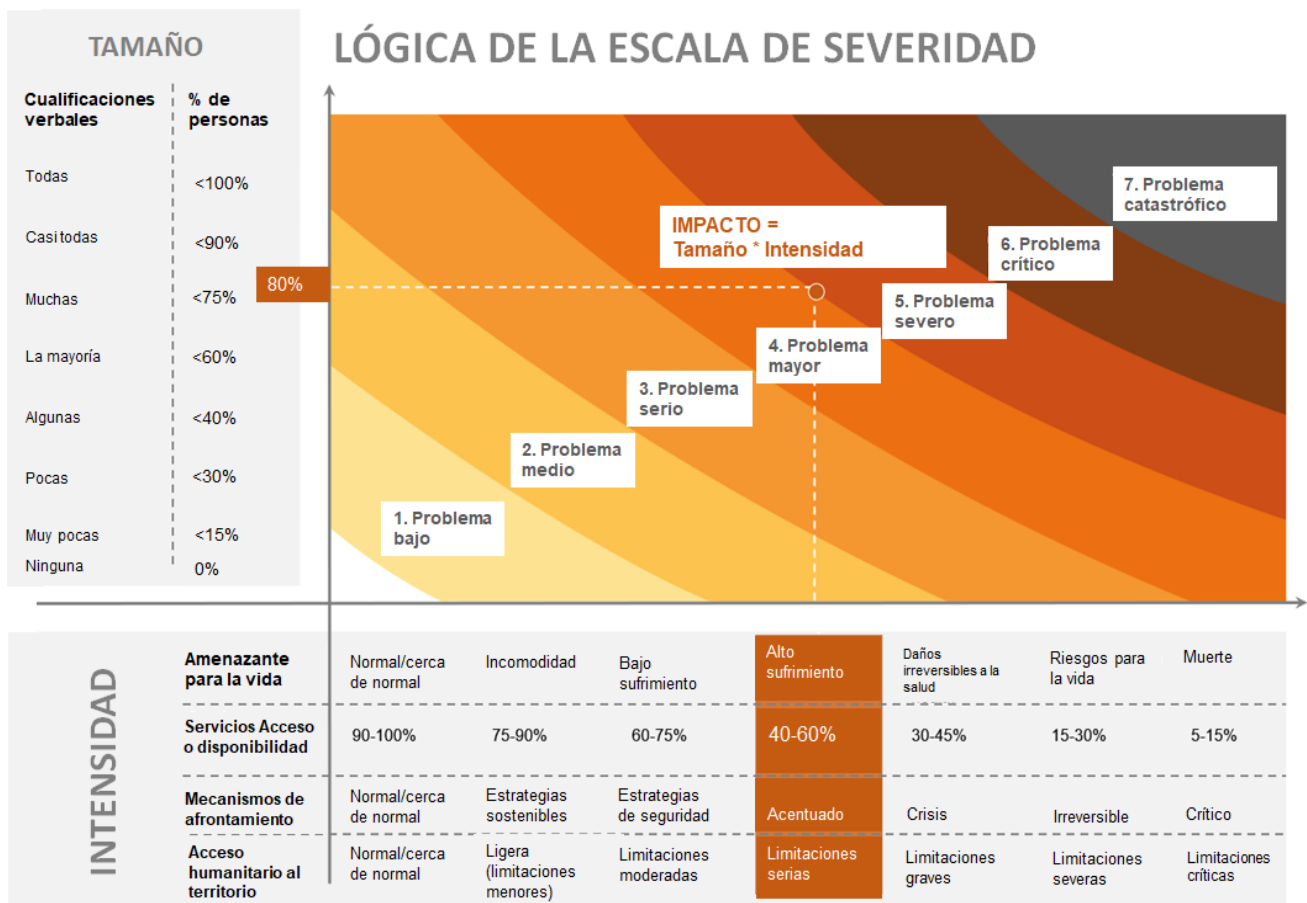 TAMAÑO
LÓGICA DE LA ESCALA DE SEVERIDAD
Cualificaciones
verbales
% de
personas
Todas
<100%
Casi todas
<90%
Muchas
<75%
La mayoría
<60%
Algunas
<40%
Pocas
<30%
Muy pocas
<15%
Ninguna
0%
80%
IMPACTO =
Tamaño * Intensidad
7. Problema
catastrófico
6. Problema
crítico
5. Problema
severo
4. Problema
mayor
3. Problema
serio
2. Problema
medio
1. Problema
bajo
INTENSIDAD
Amenazante
para la vida
Normal/cerca
de normal
Incomodidad
Bajo
sufrimiento
Alto
sufrimiento
Daños
irreversibles a la
salud
Riesgos para
la vida
Muerte
Servicios Acceso
o disponibilidad
90-100%
75-90%
60-75%
40-60%
30-45%
15-30%
5-15%
Mecanismos de
afrontamiento
Normal/cerca
de normal
Estrategias
sostenibles
Estrategias
de seguridad
Acentuado
Crisis
Irreversible
Crítico
Acceso
humanitario al
territorio
Normal/cerca
de normal
Ligera
(limitaciones
menores)
Limitaciones
moderadas
Limitaciones
serias
Limitaciones
graves
Limitaciones
severas
Limitaciones
críticas